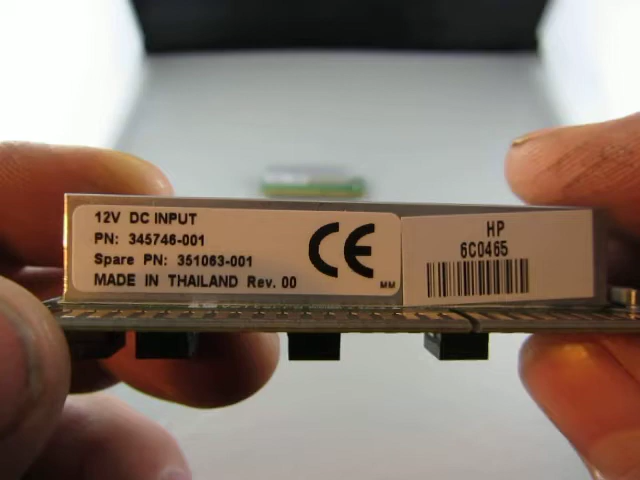 12V DC INPUT
PN: 345746-001
Spare PN: 351063-001
MADE IN THAILAND Rev. 00
CE
MM
HP
6C0465